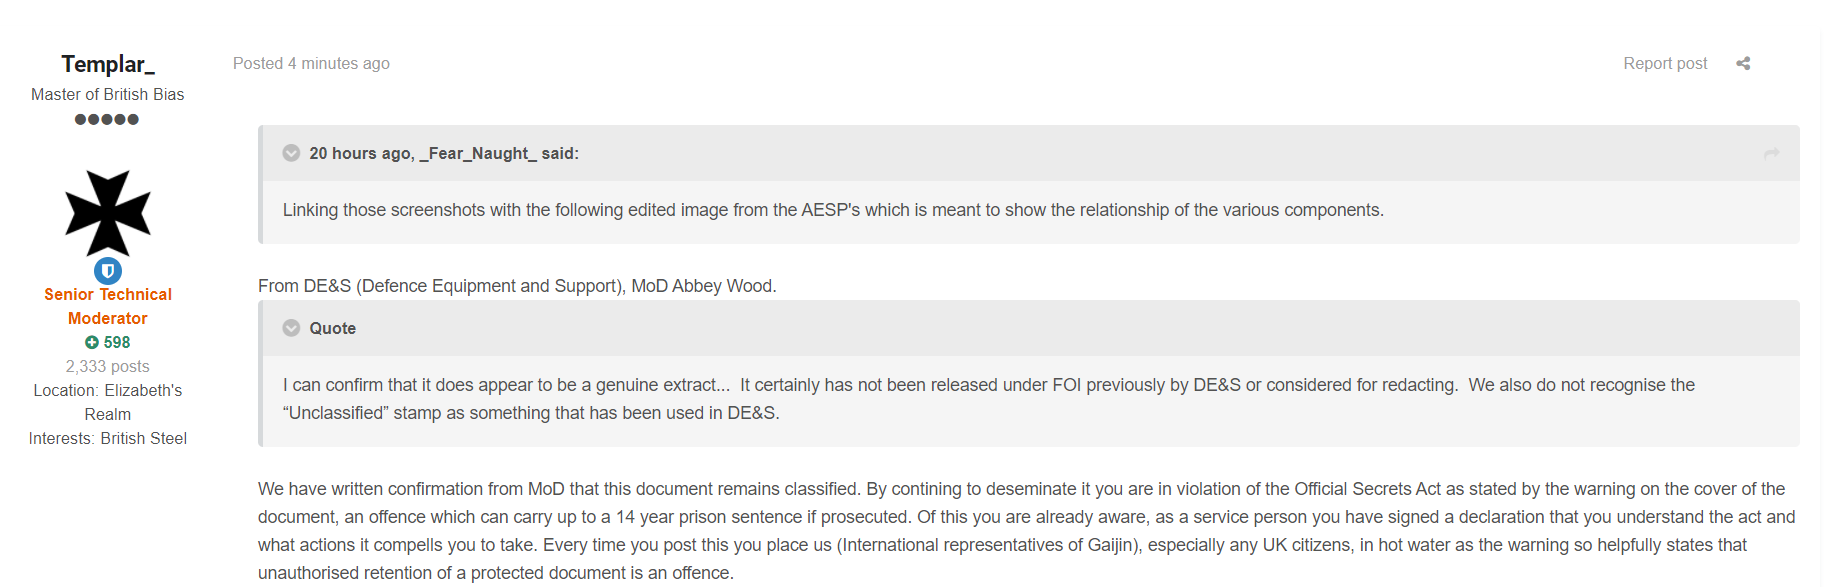 Templar_
Posted 4 minutes ago
Report post
Master of British Bias
20 hours ago, _Fear_Naught_ said:
Linking those screenshots with the following edited image from the AESP's which is meant to show the relationship of the various components.
Senior Technical
Moderator
598
2,333 posts
Location: Elizabeth's
Realm
Interests: British Steel
From DE&S (Defence Equipment and Support), MoD Abbey Wood.
Quote
I can confirm that it does appear to be a genuine extract...  It certainly has not been released under FOI previously by DE&S or considered for redacting.  We also do not recognise the
“Unclassified” stamp as something that has been used in DE&S.
We have written confirmation from MoD that this document remains classified. By contining to deseminate it you are in violation of the Official Secrets Act as stated by the warning on the cover of the
document, an offence which can carry up to a 14 year prison sentence if prosecuted. Of this you are already aware, as a service person you have signed a declaration that you understand the act and
what actions it compells you to take. Every time you post this you place us (International representatives of Gaijin), especially any UK citizens, in hot water as the warning so helpfully states that
unauthorised retention of a protected document is an offence.